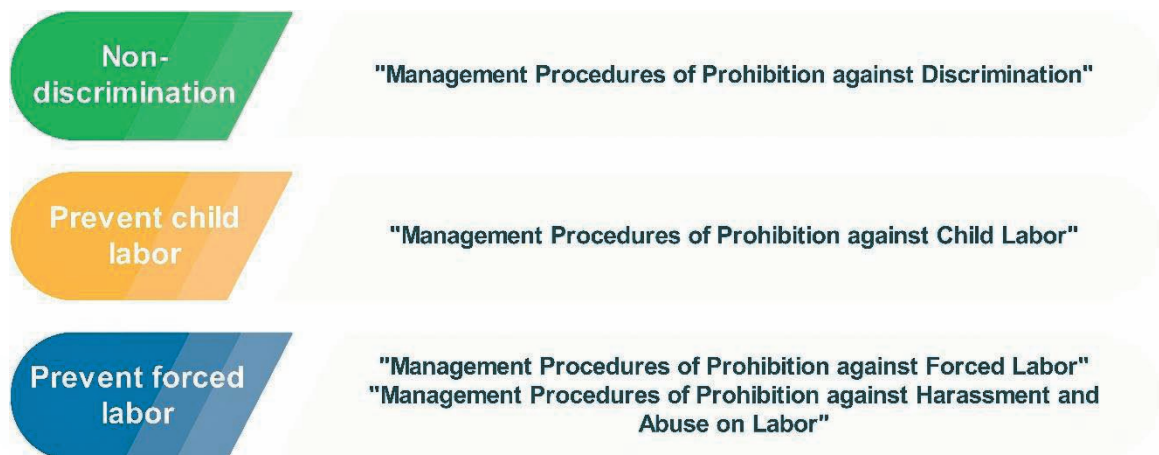 Non-
discrimination
"Management Procedures of Prohibition against Discrimination"
Prevent child
labor
"Management Procedures of Prohibition against Child Labor"
Prevent forced
labor
"Management Procedures of Prohibition against Forced Labor"
"Management Procedures of Prohibition against Harassment and
Abuse on Labor"